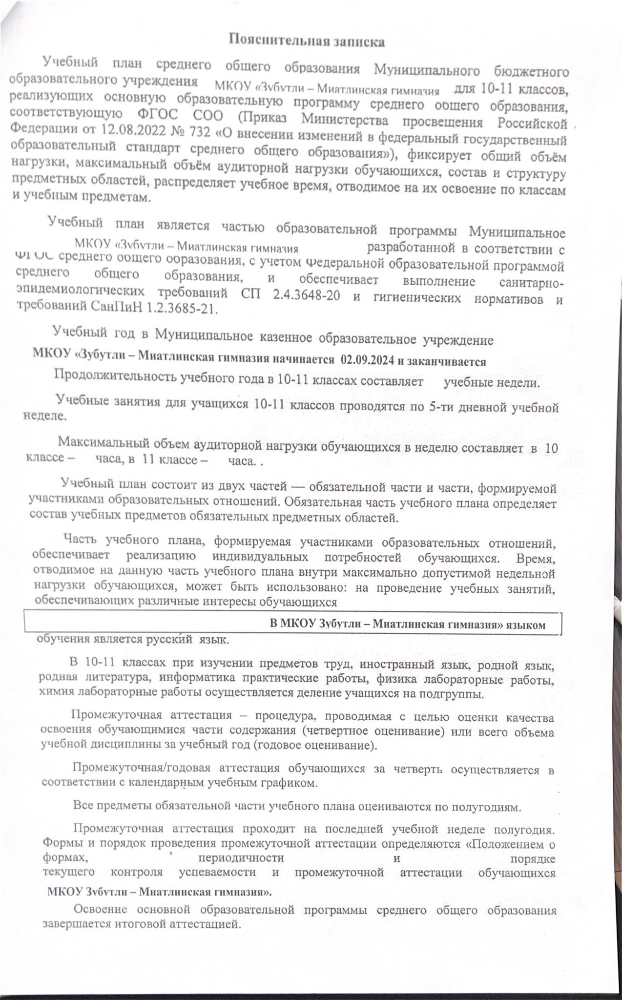 Пояснительная записка
Учебный план среднего общего образования Муниципального бюджетного
образовательного учреждения МКОУ «Зубутли – Миатлинская гимназия для 10-11 классов,
реализующих основную образовательную программу среднего общего образования,
соответствующую ФГОС СОО (Приказ Министерства просвещения Российской
Федерации от 12.08.2022 № 732 «О внесении изменений в федеральный государственный
образовательный стандарт среднего общего образования»), фиксирует общий объём
нагрузки, максимальный объём аудиторной нагрузки обучающихся, состав и структуру
предметных областей, распределяет учебное время, отводимое на их освоение по классам
и учебным предметам.
Учебный план является частью образовательной программы Муниципальное
МКОУ «Зубутли – Миатлинская гимназия разработанной в соответствии с
ФГОС среднего общего образования, с учетом Федеральной образовательной программой
среднего общего образования, и обеспечивает выполнение санитарно-
эпидемиологических требований СП 2.4.3648-20 и гигиенических нормативов и
требований СанПиН 1.2.3685-21.
Учебный год в Муниципальное казенное образовательное учреждение
МКОУ «Зубутли – Миатлинская гимназия начинается 02.09.2024 и заканчивается
Продолжительность учебного года в 10-11 классах составляет учебные недели.
Учебные занятия для учащихся 10-11 классов проводятся по 5-ти дневной учебной
неделе.
Максимальный объем аудиторной нагрузки обучающихся в неделю составляет в 10
классе – часа, в 11 классе – часа. .
Учебный план состоит из двух частей — обязательной части и части, формируемой
участниками образовательных отношений. Обязательная часть учебного плана определяет
состав учебных предметов обязательных предметных областей.
Часть учебного плана, формируемая участниками образовательных отношений,
обеспечивает реализацию индивидуальных потребностей обучающихся. Время,
отводимое на данную часть учебного плана внутри максимально допустимой недельной
нагрузки обучающихся, может быть использовано: на проведение учебных занятий,
обеспечивающих различные интересы обучающихся
В МКОУ Зубутли – Миатлинская гимназия» языком
обучения является русский язык.
В 10-11 классах при изучении предметов труд, иностранный язык, родной язык,
родная литература, информатика практические работы, физика лабораторные работы,
химия лабораторные работы осуществляется деление учащихся на подгруппы.
Промежуточная аттестация – процедура, проводимая с целью оценки качества
освоения обучающимися части содержания (четвертное оценивание) или всего объема
учебной дисциплины за учебный год (годовое оценивание).
Промежуточная/годовая аттестация обучающихся за четверть осуществляется в
соответствии с календарным учебным графиком.
Все предметы обязательной части учебного плана оцениваются по полугодиям.
Промежуточная аттестация проходит на последней учебной неделе полугодия.
Формы и порядок проведения промежуточной аттестации определяются «Положением о
формах, периодичности и порядке
текущего контроля успеваемости и промежуточной аттестации обучающихся
МКОУ Зубутли – Миатлинская гимназия».
Освоение основной образовательной программы среднего общего образования
завершается итоговой аттестацией.